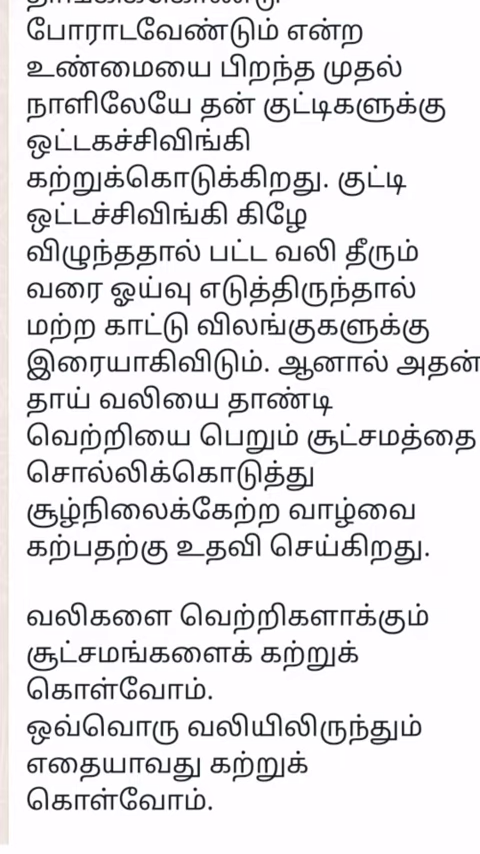 போராடவேண்டும் என்ற
உண்மையை பிறந்த முதல்
நாளிலேயே தன் குட்டிகளுக்கு
ஒட்டகச்சிவிங்கி
கற்றுக்கொடுக்கிறது. குட்டி
ஒட்டச்சிவிங்கி கிழே
விழுந்ததால் பட்ட வலி தீரும்
வரை ஓய்வு எடுத்திருந்தால்
மற்ற காட்டு விலங்குகளுக்கு
இரையாகிவிடும். ஆனால் அதன்
தாய் வலியை தாண்டி
வெற்றியை பெறும் சூட்சமத்தை
சொல்லிக்கொடுத்து
சூழ்நிலைக்கேற்ற வாழ்வை
கற்பதற்கு உதவி செய்கிறது.
வலிகளை வெற்றிகளாக்கும்
சூட்சமங்களைக் கற்றுக்
கொள்வோம்.
ஒவ்வொரு வலியிலிருந்தும்
எதையாவது கற்றுக்
கொள்வோம்.